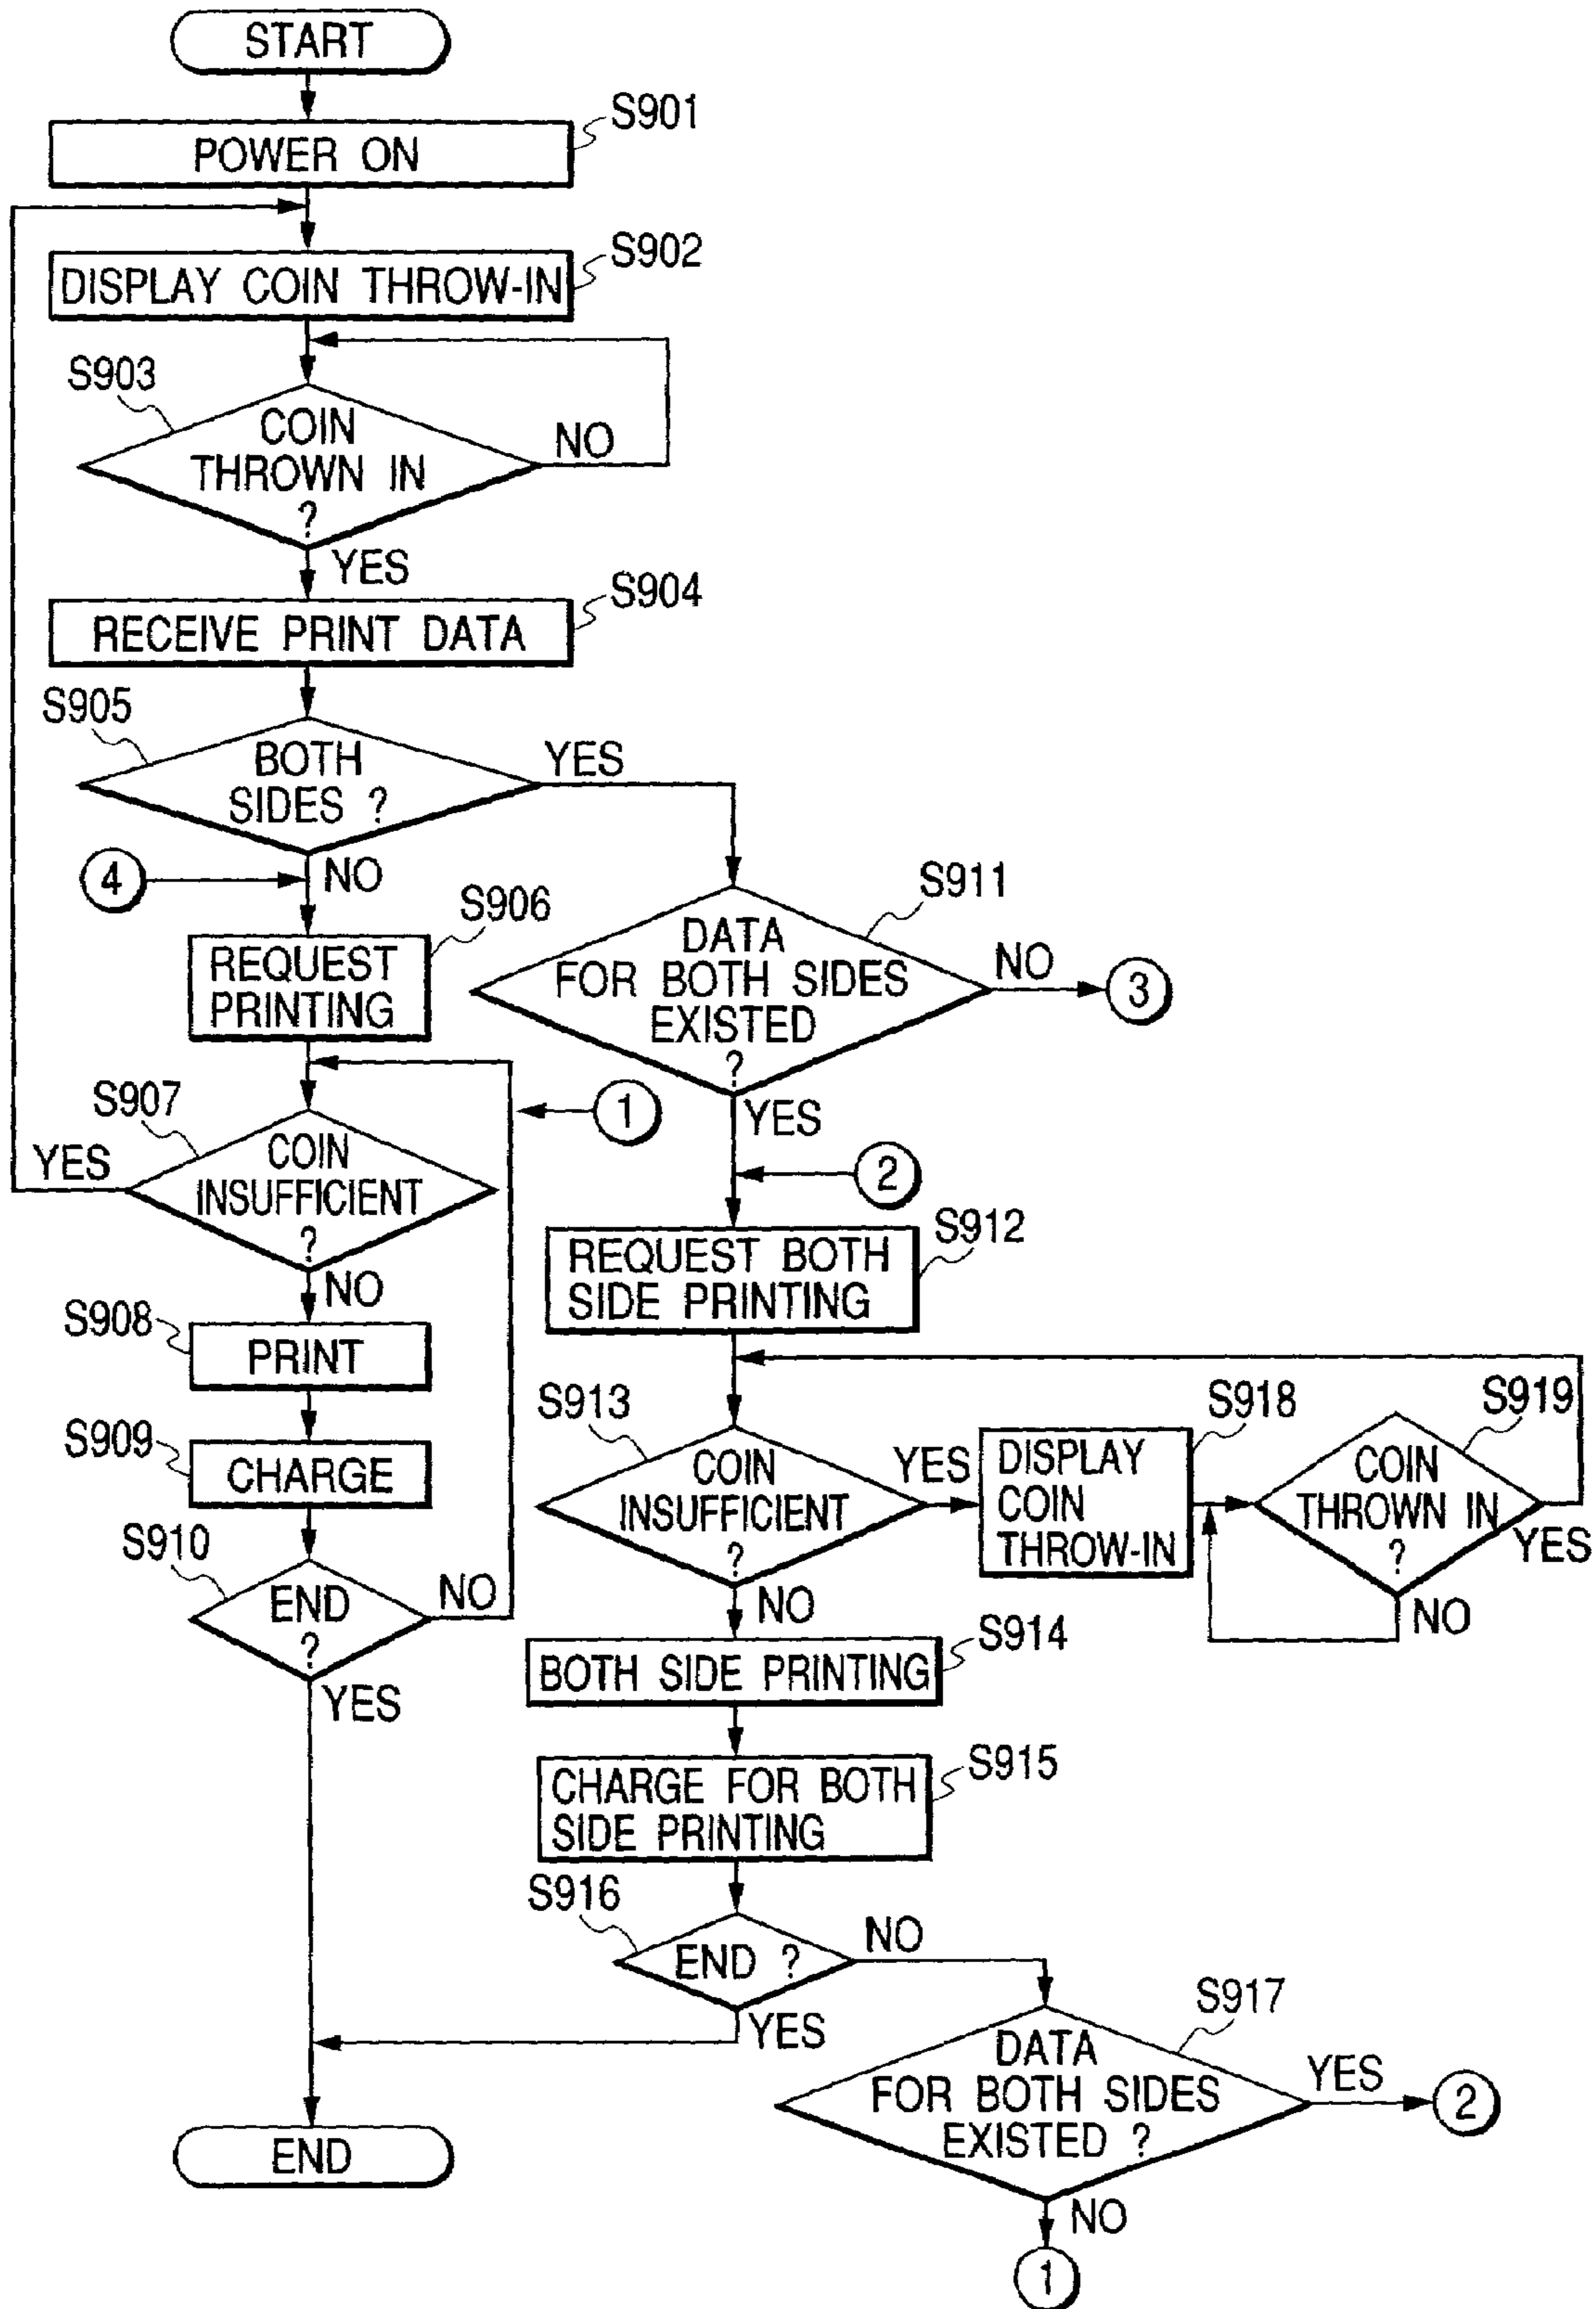 START
S901
POWER ON
S902
DISPLAY COIN THROW-IN
S903
COIN
THROWN IN
?
NO
YES
S904
RECEIVE PRINT DATA
S905
BOTH
SIDES ?
YES
4
NO
S906
REQUEST
PRINTING
S911
DATA
FOR BOTH SIDES
EXISTED
?
NO
3
YES
S907
COIN
INSUFFICIENT
?
YES
1
2
NO
S912
REQUEST BOTH
SIDE PRINTING
S908
PRINT
S909
CHARGE
S910
END
?
NO
YES
S913
COIN
INSUFFICIENT
?
YES
S918
DISPLAY
COIN
THROW-IN
S919
COIN
THROWN IN
?
YES
NO
NO
S914
BOTH SIDE PRINTING
S915
CHARGE FOR BOTH
SIDE PRINTING
S916
END ?
NO
YES
S917
DATA
FOR BOTH SIDES
EXISTED ?
YES
2
NO
1
END